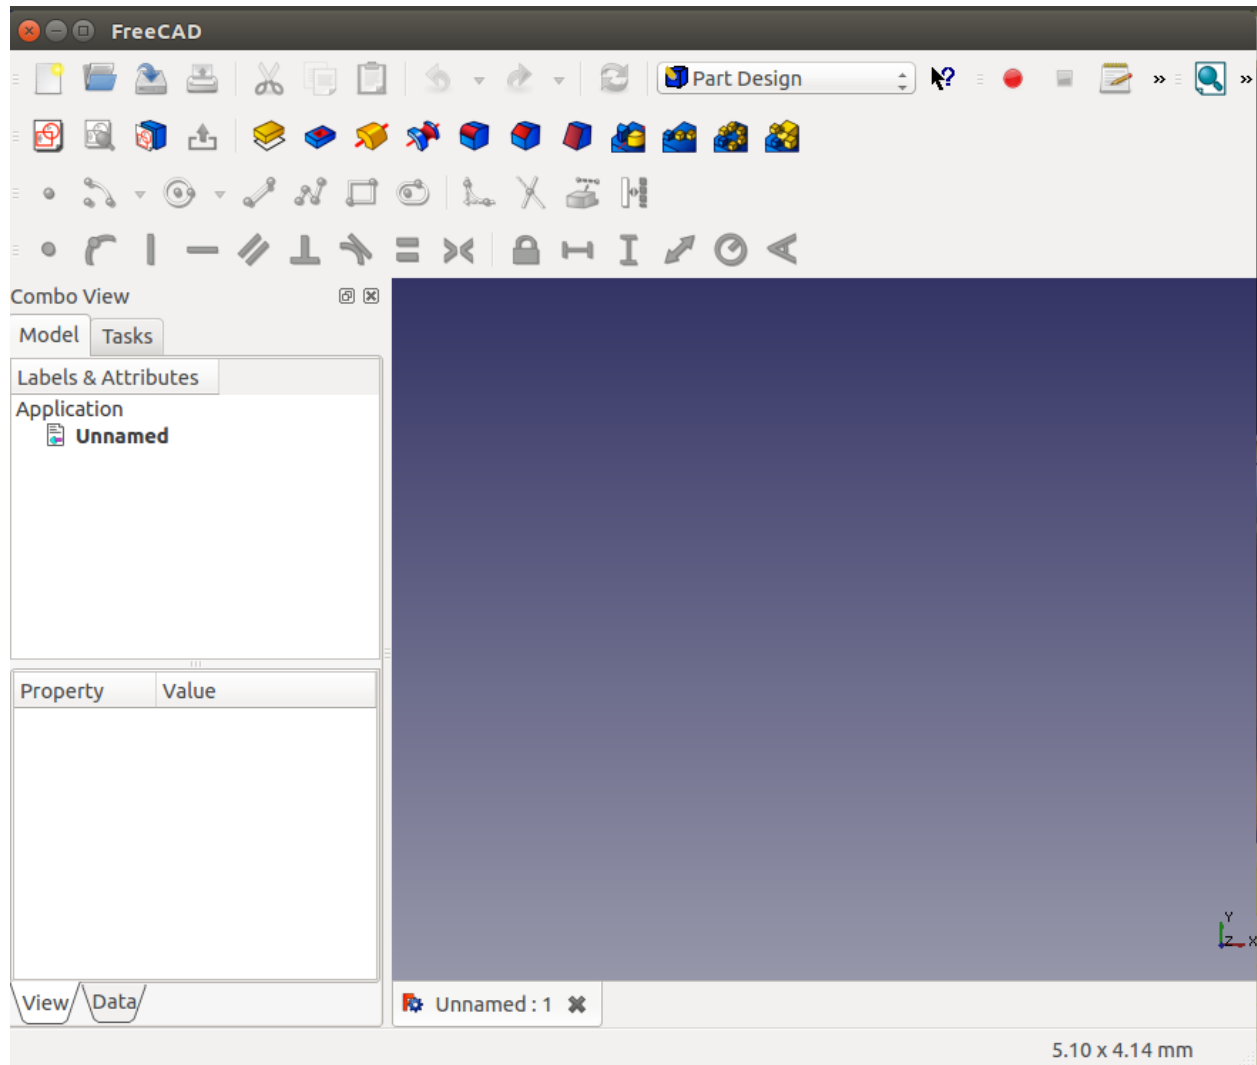 FreeCAD
Part Design
Combo View
Model Tasks
Labels & Attributes
Application
Unnamed
Property Value
View Data
Unnamed : 1
Y
Z X
5.10 x 4.14 mm